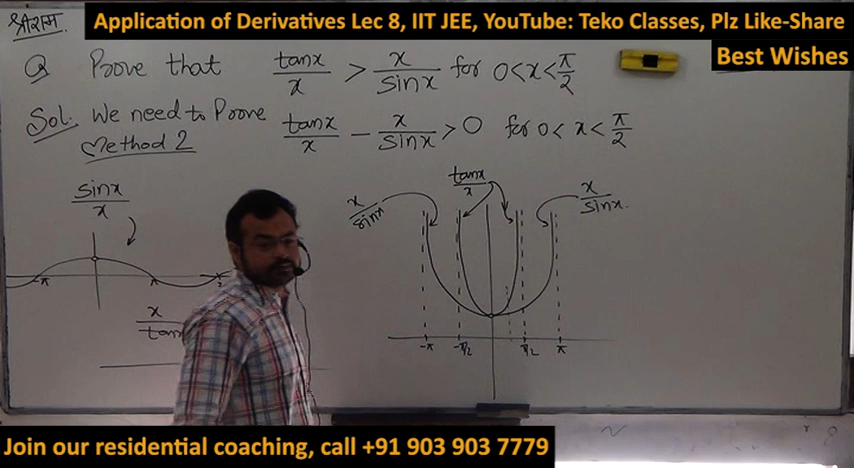 श्रीराम
Application of Derivatives Lec 8, IIT JEE, YouTube: Teko Classes, Plz Like-Share
Best Wishes
Q Prove that tanx/x > x/sinx for 0<x<π/2
Sol. We need to Prove tanx/x - x/sinx > 0 for 0< x < π/2
Method 2
sinx/x
x/sinx tanx/x x/sinx
-π π
x/tanx
-π -π/2 π/2 π
Join our residential coaching, call +91 903 903 7779